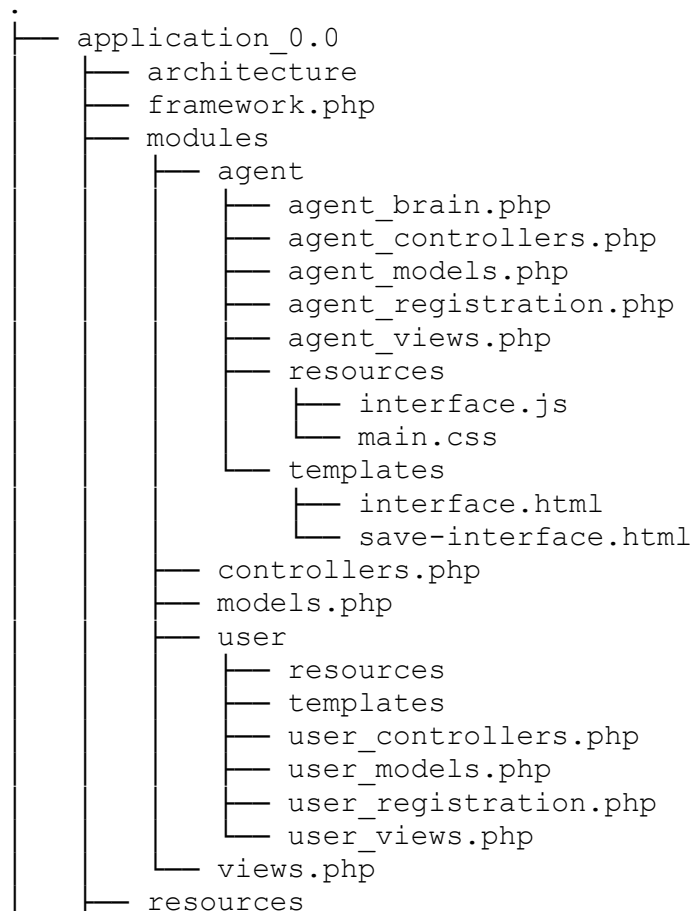 .
├── application_0.0
│   ├── architecture
│   ├── framework.php
│   ├── modules
│   │   ├── agent
│   │   │   ├── agent_brain.php
│   │   │   ├── agent_controllers.php
│   │   │   ├── agent_models.php
│   │   │   ├── agent_registration.php
│   │   │   ├── agent_views.php
│   │   │   ├── resources
│   │   │   │   ├── interface.js
│   │   │   │   └── main.css
│   │   │   └── templates
│   │   │       ├── interface.html
│   │   │       └── save-interface.html
│   │   ├── controllers.php
│   │   ├── models.php
│   │   ├── user
│   │   │   ├── resources
│   │   │   ├── templates
│   │   │   ├── user_controllers.php
│   │   │   ├── user_models.php
│   │   │   ├── user_registration.php
│   │   │   └── user_views.php
│   │   └── views.php
│   ├── resources